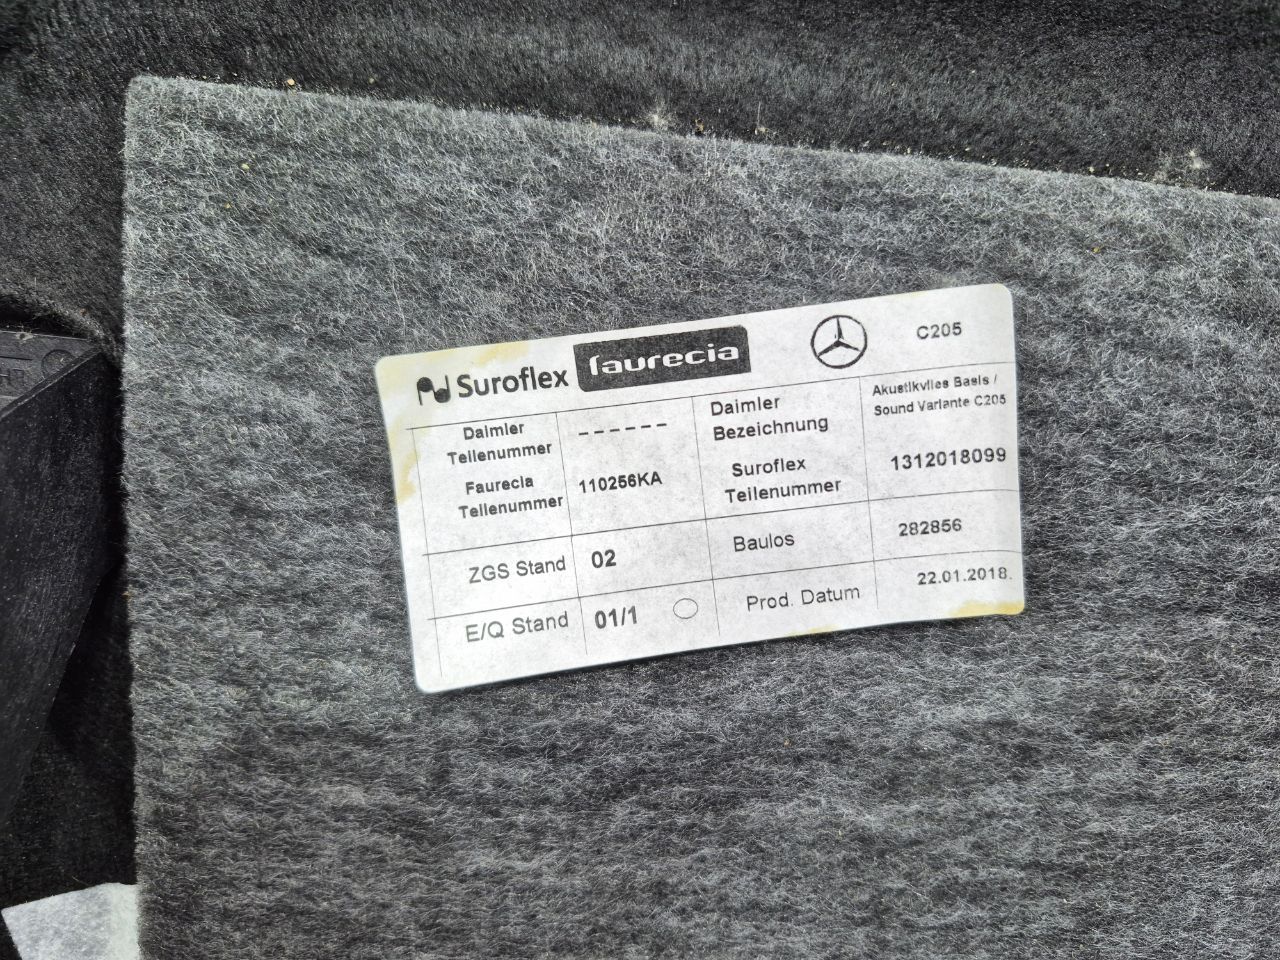 Suroflex faurecia C205
Daimler Teilenummer ------ Daimler Bezeichnung Akustikvlies Basis / Sound Variante C205
Faurecia Teilenummer 110256KA Suroflex Teilenummer 1312018099
ZGS Stand 02 Baulos 282856
E/Q Stand 01/1 Prod. Datum 22.01.2018.